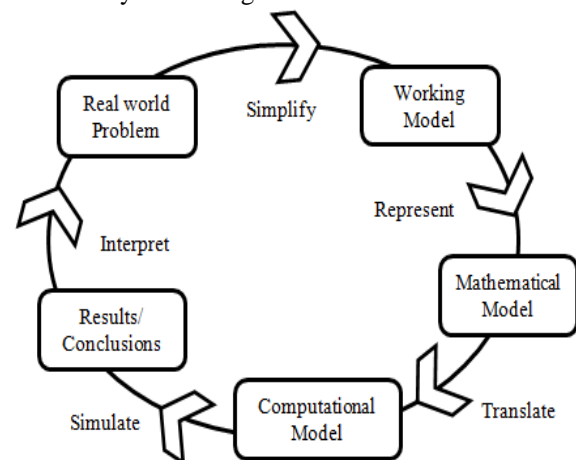 Real world
Problem
Simplify
Working
Model
Represent
Mathematical
Model
Translate
Computational
Model
Simulate
Results/
Conclusions
Interpret